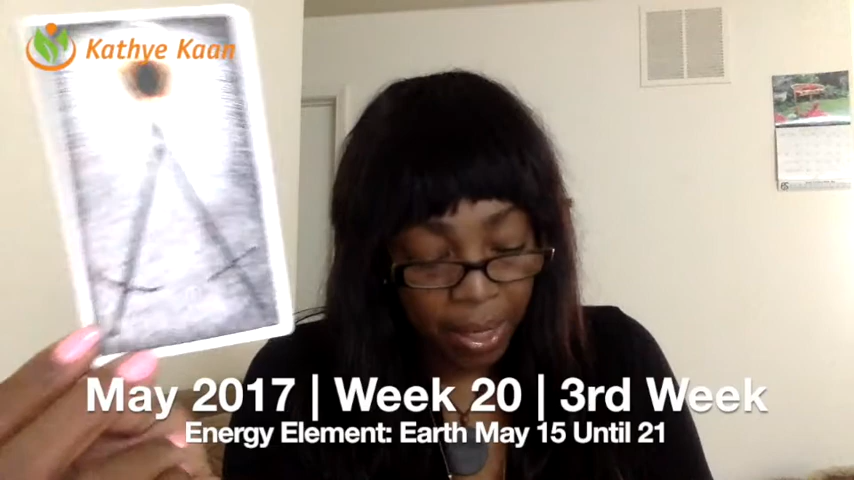 Kathye Kaan
May 2017 | Week 20 | 3rd Week
Energy Element: Earth May 15 Until 21